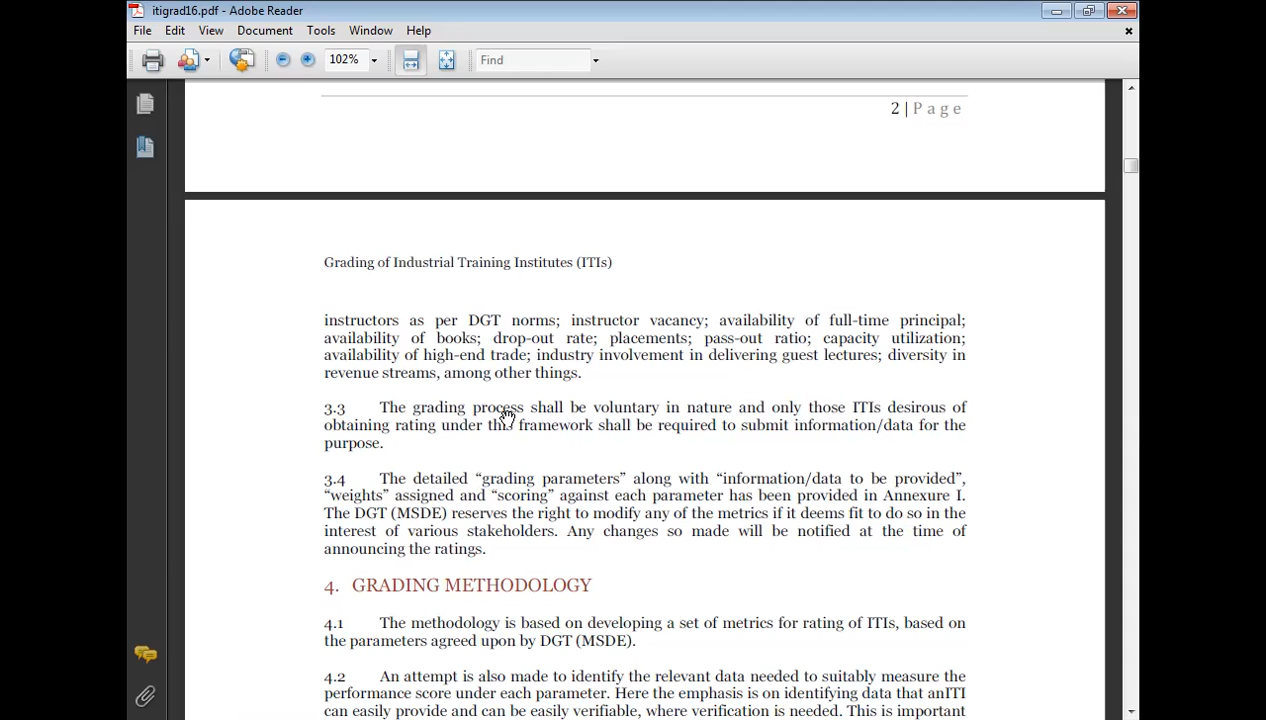 itigrad16.pdf - Adobe Reader
File Edit View Document Tools Window Help
102% Find
2 | Page
Grading of Industrial Training Institutes (ITIs)
instructors as per DGT norms; instructor vacancy; availability of full-time principal;
availability of books; drop-out rate; placements; pass-out ratio; capacity utilization;
availability of high-end trade; industry involvement in delivering guest lectures; diversity in
revenue streams, among other things.
3.3 The grading process shall be voluntary in nature and only those ITIs desirous of
obtaining rating under this framework shall be required to submit information/data for the
purpose.
3.4 The detailed “grading parameters” along with “information/data to be provided”,
“weights” assigned and “scoring” against each parameter has been provided in Annexure I.
The DGT (MSDE) reserves the right to modify any of the metrics if it deems fit to do so in the
interest of various stakeholders. Any changes so made will be notified at the time of
announcing the ratings.
4. GRADING METHODOLOGY
4.1 The methodology is based on developing a set of metrics for rating of ITIs, based on
the parameters agreed upon by DGT (MSDE).
4.2 An attempt is also made to identify the relevant data needed to suitably measure the
performance score under each parameter. Here the emphasis is on identifying data that anITI
can easily provide and can be easily verifiable, where verification is needed. This is important